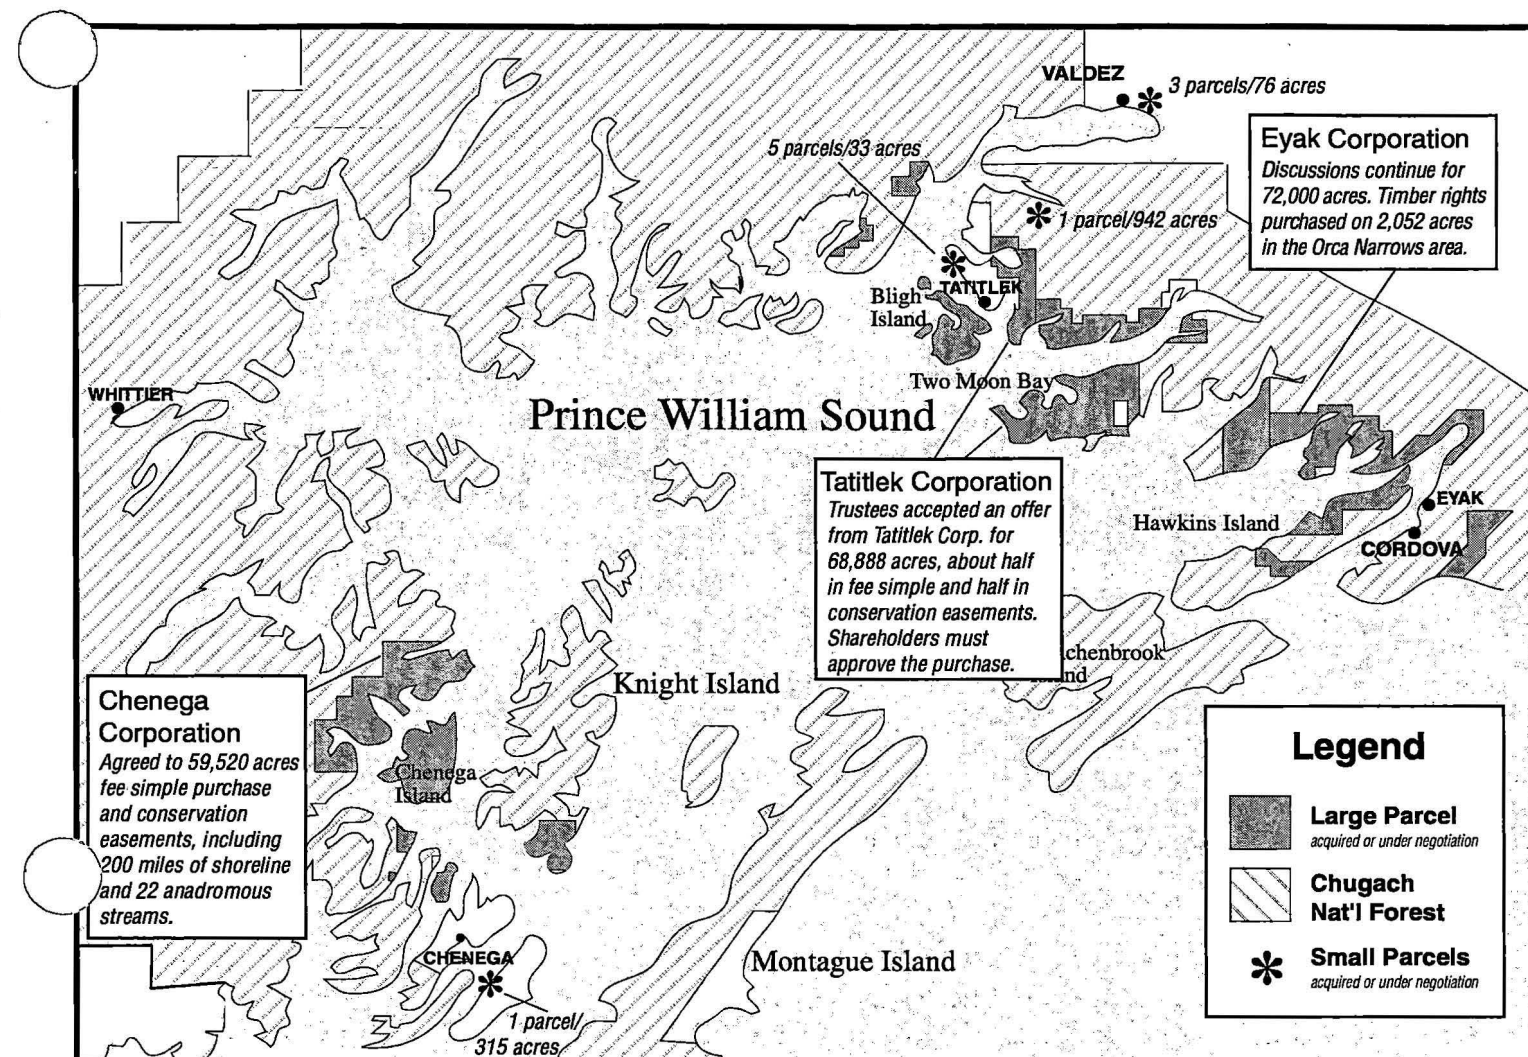 VALDEZ
3 parcels/76 acres
5 parcels/33 acres
1 parcel/942 acres
Eyak Corporation
Discussions continue for
72,000 acres. Timber rights
purchased on 2,052 acres
in the Orca Narrows area.
TATITLEK
Bligh
Island
Two Moon Bay
WHITTIER
Prince William Sound
Tatitlek Corporation
Trustees accepted an offer
from Tatitlek Corp. for
68,888 acres, about half
in fee simple and half in
conservation easements.
Shareholders must
approve the purchase.
EYAK
Hawkins Island
CORDOVA
chenbrook
Knight Island
Chenega
Corporation
Agreed to 59,520 acres
fee simple purchase
and conservation
easements, including
200 miles of shoreline
and 22 anadromous
streams.
Chenega
Island
CHENEGA
1 parcel/
315 acres
Montague Island
Legend
Large Parcel
acquired or under negotiation
Chugach
Nat'l Forest
Small Parcels
acquired or under negotiation